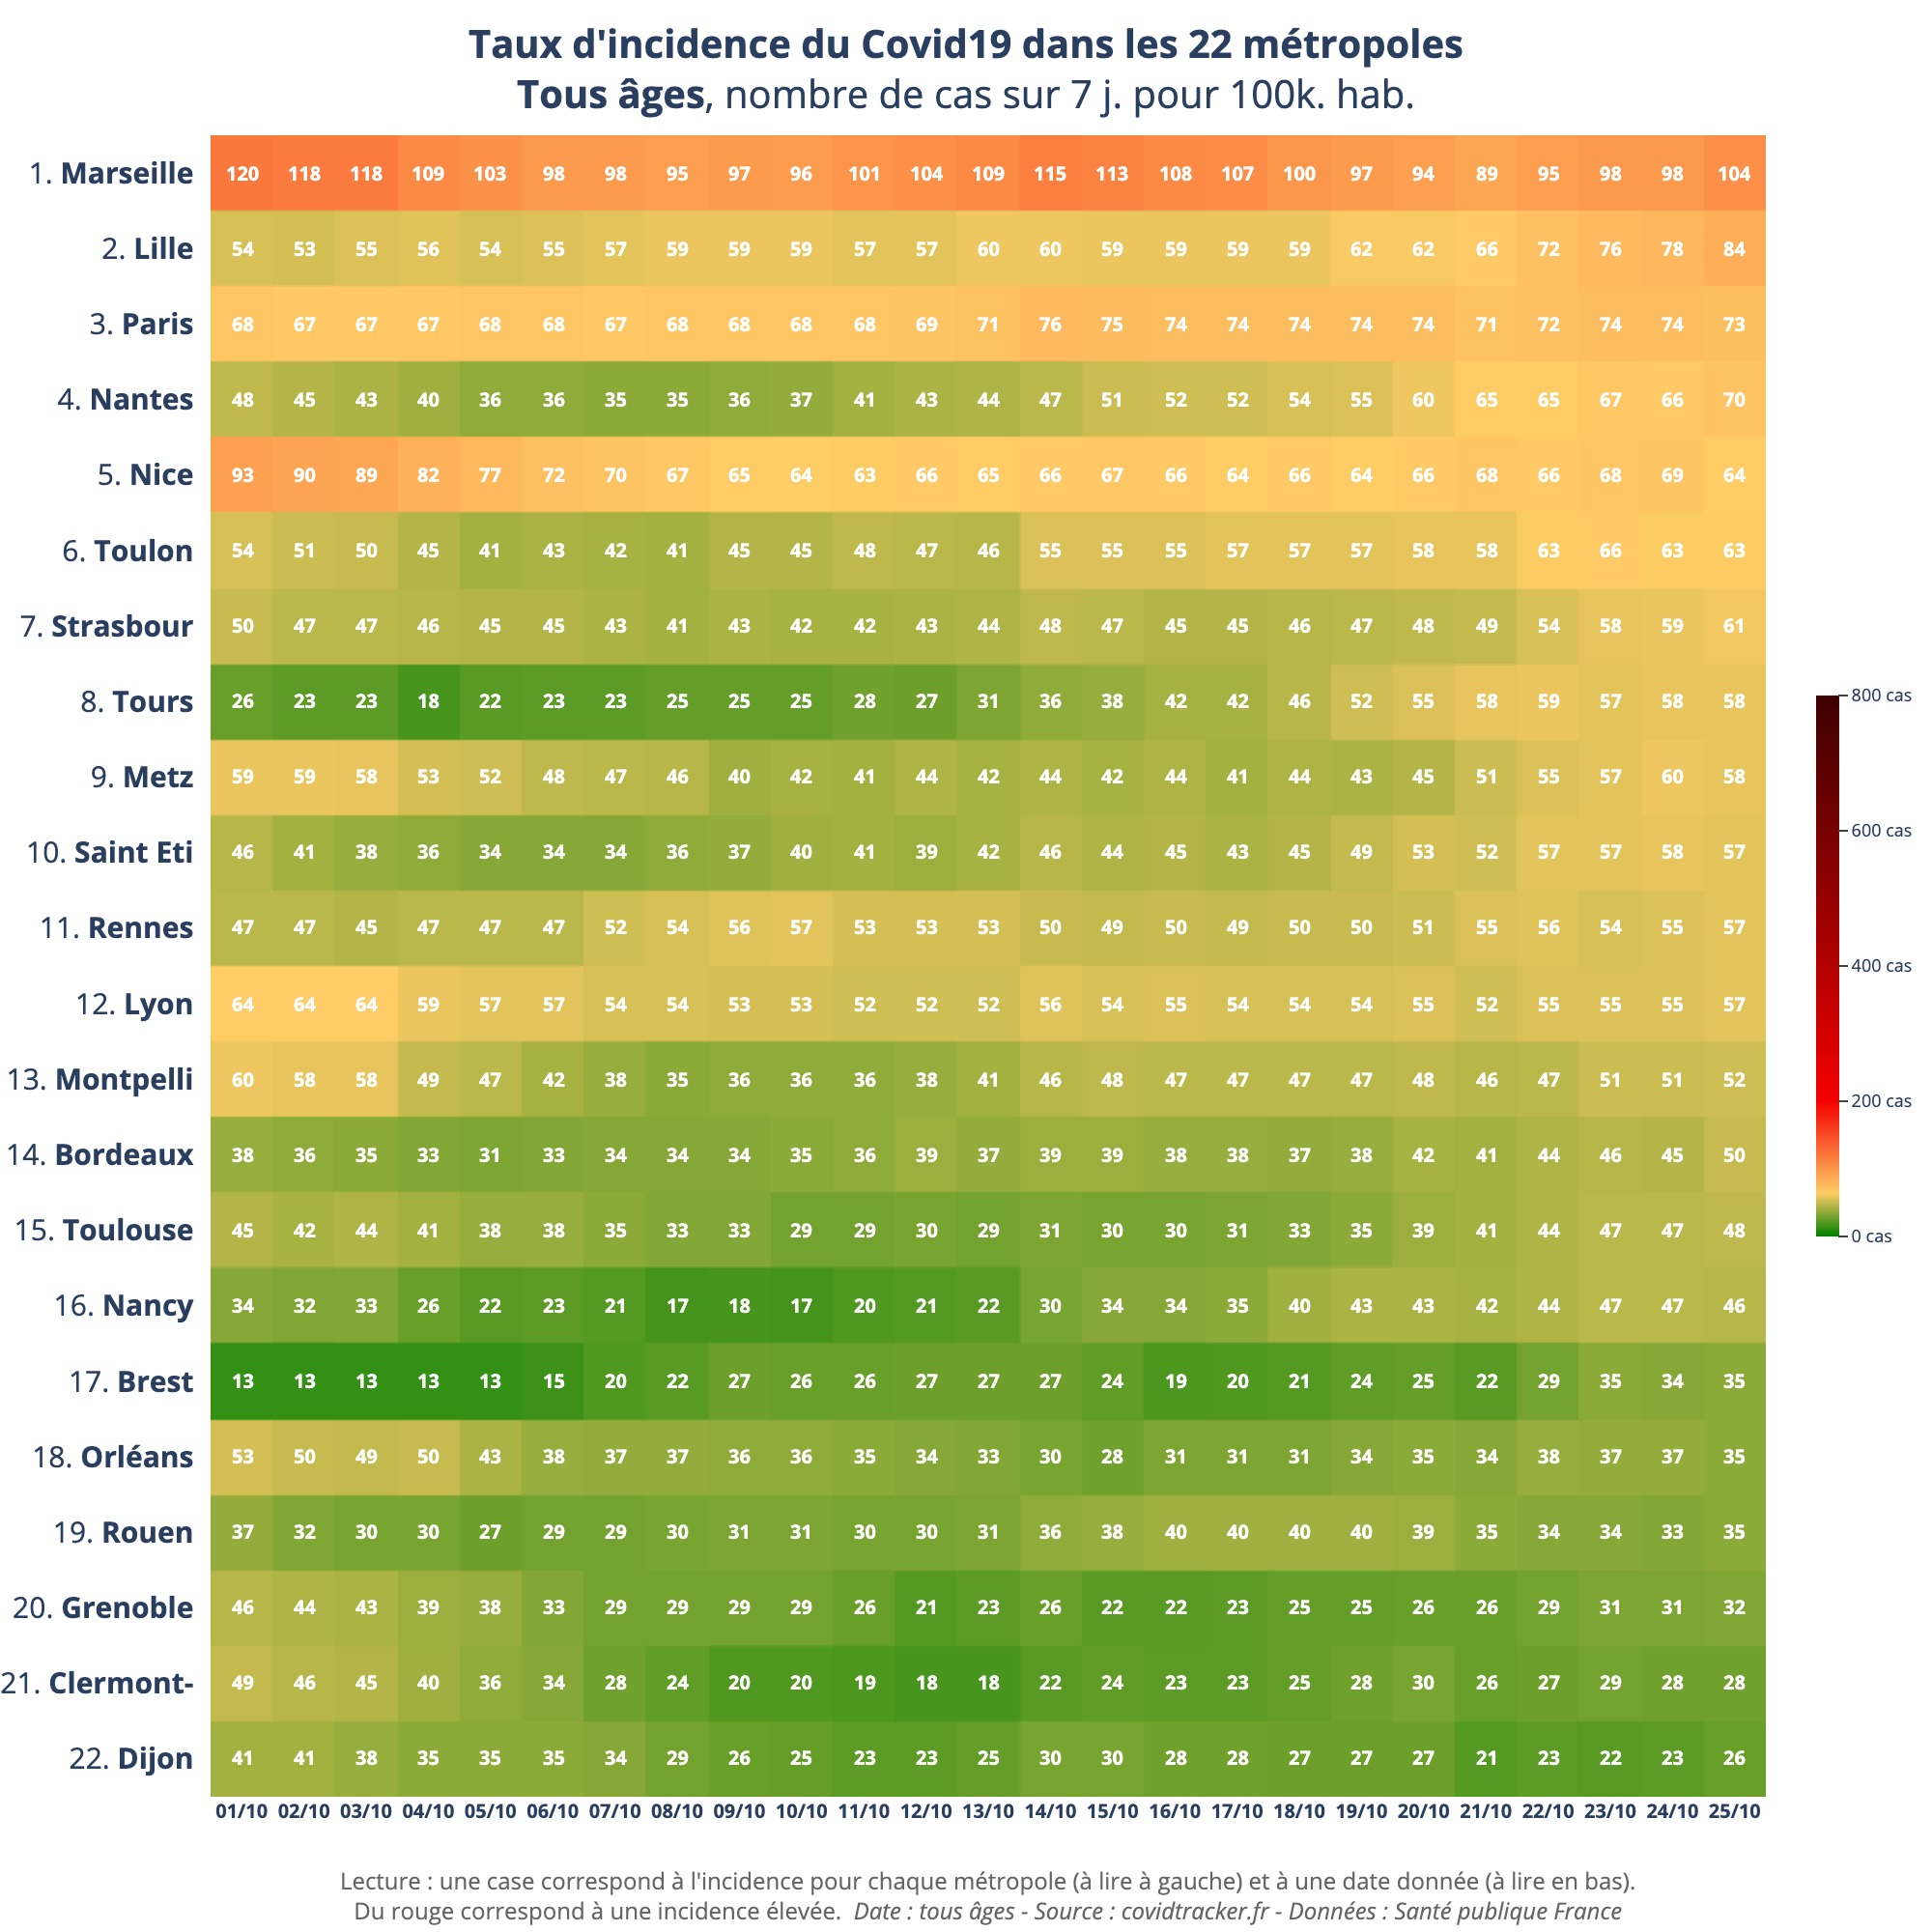 Taux d'incidence du Covid19 dans les 22 métropoles
Tous âges, nombre de cas sur 7 j. pour 100k. hab.
1. Marseille 120 118 118 109 103 98 98 95 97 96 101 104 109 115 113 108 107 100 97 94 89 95 98 98 104
2. Lille 54 53 55 56 54 55 57 59 59 59 57 57 60 60 59 59 59 59 62 62 66 72 76 78 84
3. Paris 68 67 67 67 68 68 67 68 68 68 68 69 71 76 75 74 74 74 74 74 71 72 74 74 73
4. Nantes 48 45 43 40 36 36 35 35 36 37 41 43 44 47 51 52 52 54 55 60 65 65 67 66 70
5. Nice 93 90 89 82 77 72 70 67 65 64 63 66 65 66 67 66 64 66 64 66 68 66 68 69 64
6. Toulon 54 51 50 45 41 43 42 41 45 45 48 47 46 55 55 55 57 57 57 58 58 63 66 63 63
7. Strasbour 50 47 47 46 45 45 43 41 43 42 42 43 44 48 47 45 45 46 47 48 49 54 58 59 61
8. Tours 26 23 23 18 22 23 23 25 25 25 28 27 31 36 38 42 42 46 52 55 58 59 57 58 58
9. Metz 59 59 58 53 52 48 47 46 40 42 41 44 42 44 42 44 41 44 43 45 51 55 57 60 58
10. Saint Eti 46 41 38 36 34 34 34 36 37 40 41 39 42 46 44 45 43 45 49 53 52 57 57 58 57
11. Rennes 47 47 45 47 47 47 52 54 56 57 53 53 53 50 49 50 49 50 50 51 55 56 54 55 57
12. Lyon 64 64 64 59 57 57 54 54 53 53 52 52 52 56 54 55 54 54 54 55 52 55 55 55 57
13. Montpelli 60 58 58 49 47 42 38 35 36 36 36 38 41 46 48 47 47 47 47 48 46 47 51 51 52
14. Bordeaux 38 36 35 33 31 33 34 34 34 35 36 39 37 39 39 38 38 37 38 42 41 44 46 45 50
15. Toulouse 45 42 44 41 38 38 35 33 33 29 29 30 29 31 30 30 31 33 35 39 41 44 47 47 48
16. Nancy 34 32 33 26 22 23 21 17 18 17 20 21 22 30 34 34 35 40 43 43 42 44 47 47 46
17. Brest 13 13 13 13 13 15 20 22 27 26 26 27 27 27 24 19 20 21 24 25 22 29 35 34 35
18. Orléans 53 50 49 50 43 38 37 37 36 36 35 34 33 30 28 31 31 31 34 35 34 38 37 37 35
19. Rouen 37 32 30 30 27 29 29 30 31 31 30 30 31 36 38 40 40 40 40 39 35 34 34 33 35
20. Grenoble 46 44 43 39 38 33 29 29 29 29 26 21 23 26 22 22 23 25 25 26 26 29 31 31 32
21. Clermont- 49 46 45 40 36 34 28 24 20 20 19 18 18 22 24 23 23 25 28 30 26 27 29 28 28
22. Dijon 41 41 38 35 35 35 34 29 26 25 23 23 25 30 30 28 28 27 27 27 21 23 22 23 26
01/10 02/10 03/10 04/10 05/10 06/10 07/10 08/10 09/10 10/10 11/10 12/10 13/10 14/10 15/10 16/10 17/10 18/10 19/10 20/10 21/10 22/10 23/10 24/10 25/10
800 cas
600 cas
400 cas
200 cas
0 cas
Lecture : une case correspond à l'incidence pour chaque métropole (à lire à gauche) et à une date donnée (à lire en bas).
Du rouge correspond à une incidence élevée. Date : tous âges - Source : covidtracker.fr - Données : Santé publique France